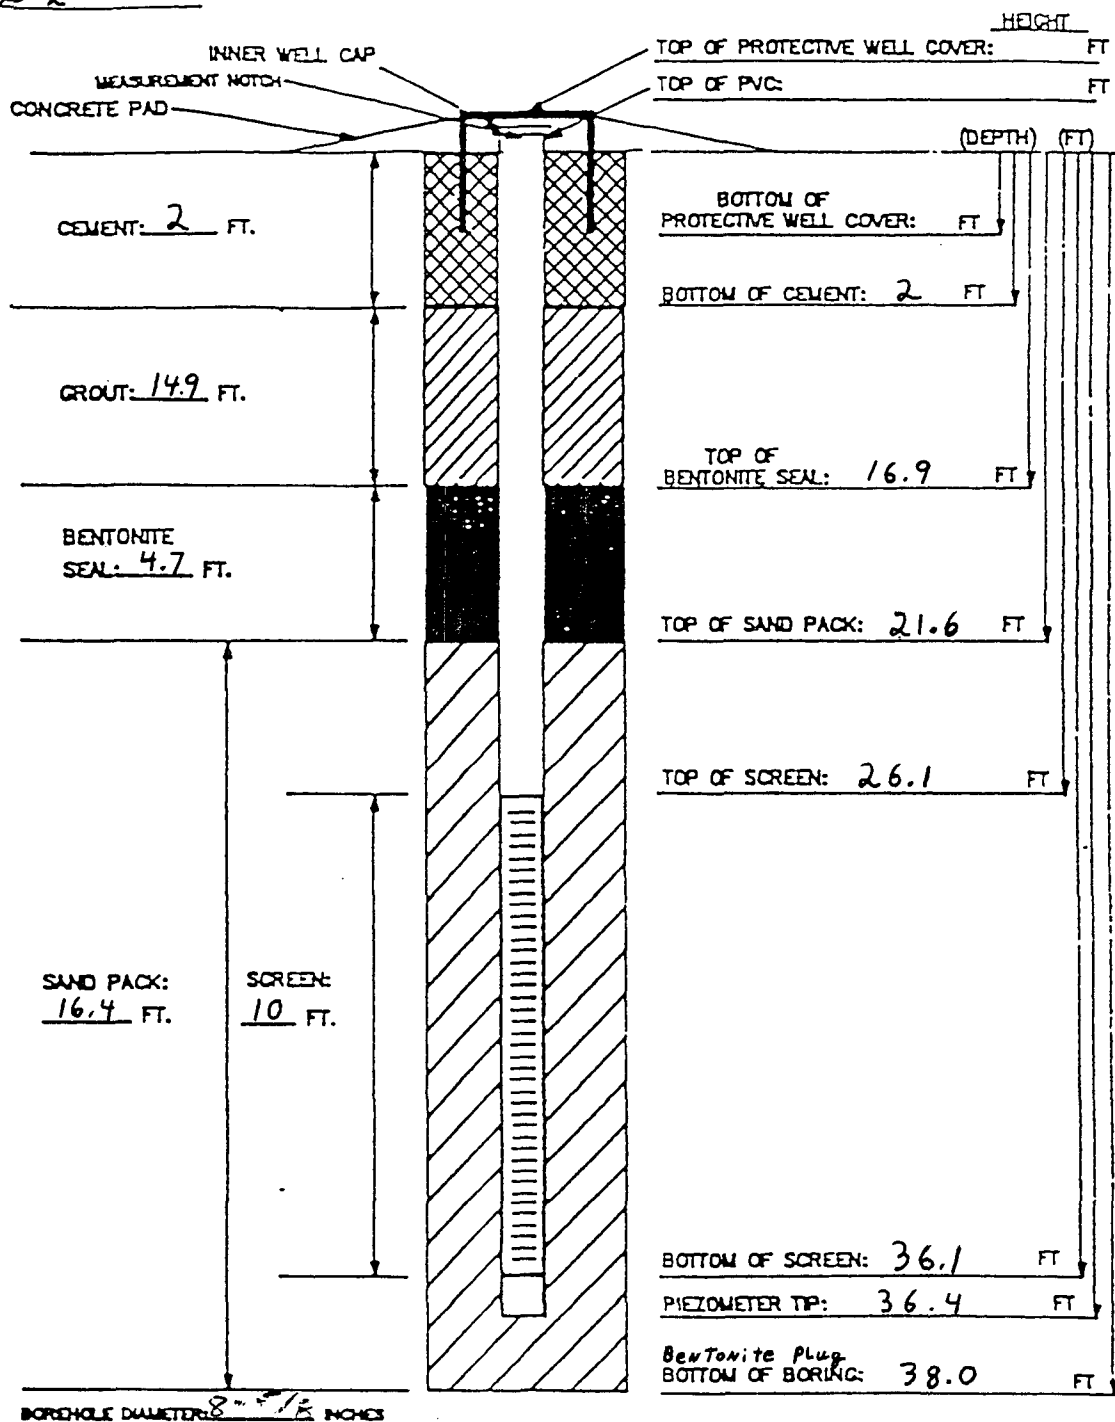 HEIGHT
INNER WELL CAP
MEASUREMENT NOTCH
CONCRETE PAD
TOP OF PROTECTIVE WELL COVER: FT
TOP OF PVC: FT
(DEPTH) (FT)
CEMENT: 2 FT.
BOTTOM OF
PROTECTIVE WELL COVER: FT
BOTTOM OF CEMENT: 2 FT
GROUT: 14.9 FT.
TOP OF
BENTONITE SEAL: 16.9 FT
BENTONITE
SEAL: 4.7 FT.
TOP OF SAND PACK: 21.6 FT
TOP OF SCREEN: 26.1 FT
SAND PACK:
16.4 FT.
SCREEN:
10 FT.
BOTTOM OF SCREEN: 36.1 FT
PIEZOMETER TIP: 36.4 FT
Bentonite Plug
BOTTOM OF BORING: 38.0 FT
BOREHOLE DIAMETER: INCHES